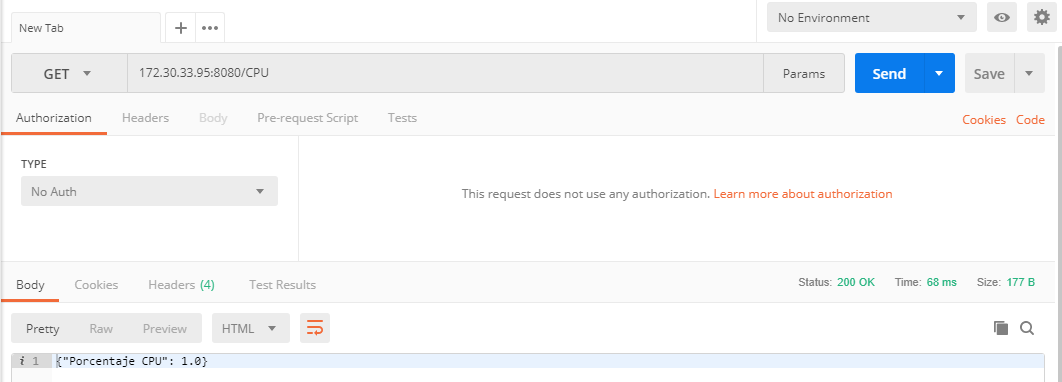 New Tab
No Environment
GET 172.30.33.95:8080/CPU Params Send Save
Authorization Headers Body Pre-request Script Tests Cookies Code
TYPE
No Auth
This request does not use any authorization. Learn more about authorization
Body Cookies Headers (4) Test Results Status: 200 OK Time: 68 ms Size: 177 B
Pretty Raw Preview HTML
i 1 {"Porcentaje CPU": 1.0}